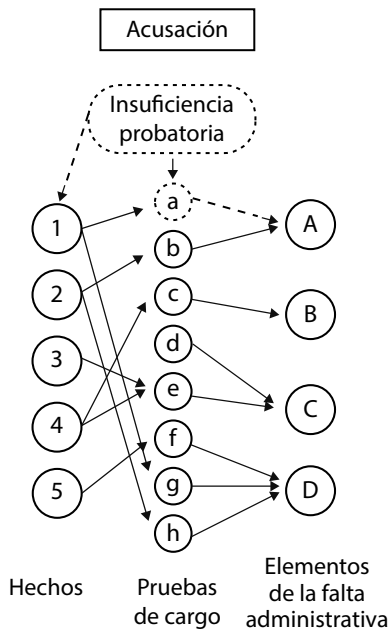 Acusación
Insuficiencia
probatoria
1
2
3
4
5
a
b
c
d
e
f
g
h
A
B
C
D
Hechos
Pruebas
de cargo
Elementos
de la falta
administrativa